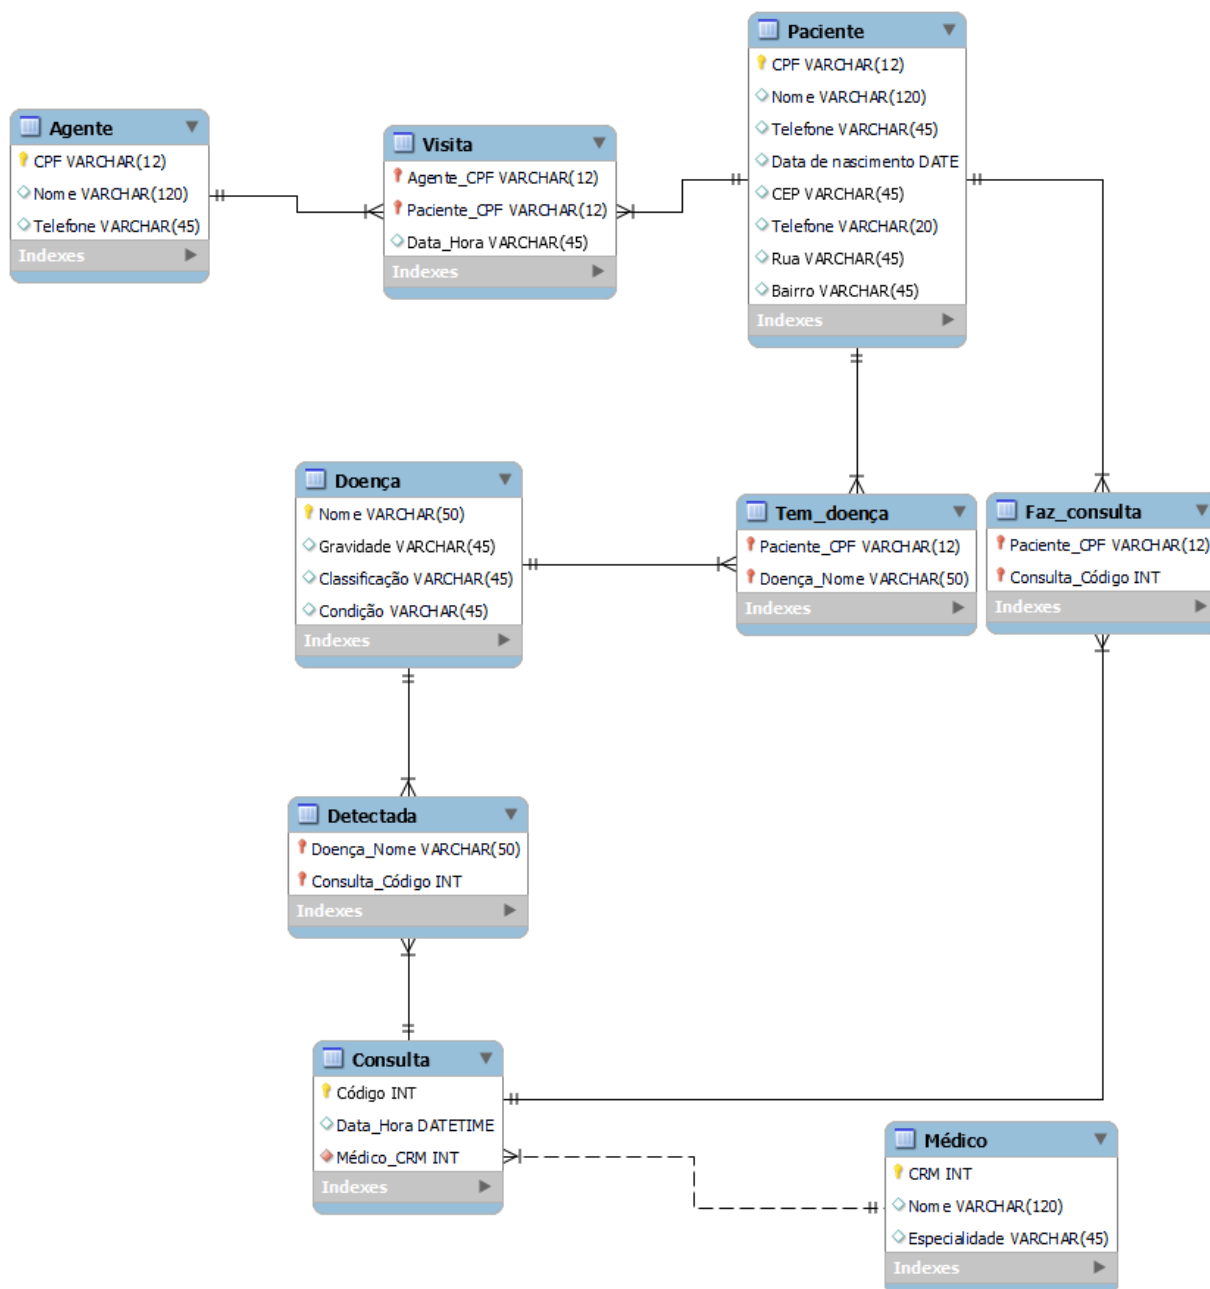 Paciente
CPF VARCHAR(12)
Nome VARCHAR(120)
Telefone VARCHAR(45)
Data de nascimento DATE
CEP VARCHAR(45)
Telefone VARCHAR(20)
Rua VARCHAR(45)
Bairro VARCHAR(45)
Indexes
Agente
CPF VARCHAR(12)
Nome VARCHAR(120)
Telefone VARCHAR(45)
Indexes
Visita
Agente_CPF VARCHAR(12)
Paciente_CPF VARCHAR(12)
Data_Hora VARCHAR(45)
Indexes
Doença
Nome VARCHAR(50)
Gravidade VARCHAR(45)
Classificação VARCHAR(45)
Condição VARCHAR(45)
Indexes
Tem_doença
Paciente_CPF VARCHAR(12)
Doença_Nome VARCHAR(50)
Indexes
Faz_consulta
Paciente_CPF VARCHAR(12)
Consulta_Código INT
Indexes
Detectada
Doença_Nome VARCHAR(50)
Consulta_Código INT
Indexes
Consulta
Código INT
Data_Hora DATETIME
Médico_CRM INT
Indexes
Médico
CRM INT
Nome VARCHAR(120)
Especialidade VARCHAR(45)
Indexes